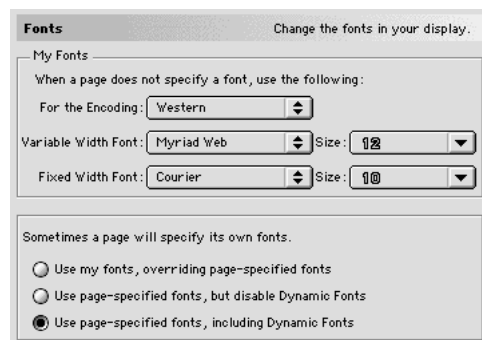 Fonts Change the fonts in your display.
My Fonts
When a page does not specify a font, use the following:
For the Encoding: Western
Variable Width Font: Myriad Web Size: 12
Fixed Width Font: Courier Size: 10
Sometimes a page will specify its own fonts.
Use my fonts, overriding page-specified fonts
Use page-specified fonts, but disable Dynamic Fonts
Use page-specified fonts, including Dynamic Fonts